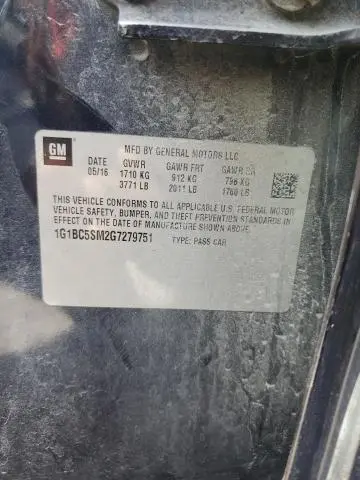 GM
MFD BY GENERAL MOTORS LLC
DATE GVWR GAWR FRT GAWR RR
05/16 1710 KG 912 KG 798 KG
3771 LB 2011 LB 1760 LB
THIS VEHICLE CONFORMS TO ALL APPLICABLE U.S. FEDERAL MOTOR
VEHICLE SAFETY, BUMPER, AND THEFT PREVENTION STANDARDS IN
EFFECT ON THE DATE OF MANUFACTURE SHOWN ABOVE.
1G1BC5SM2G7279751 TYPE: PASS CAR